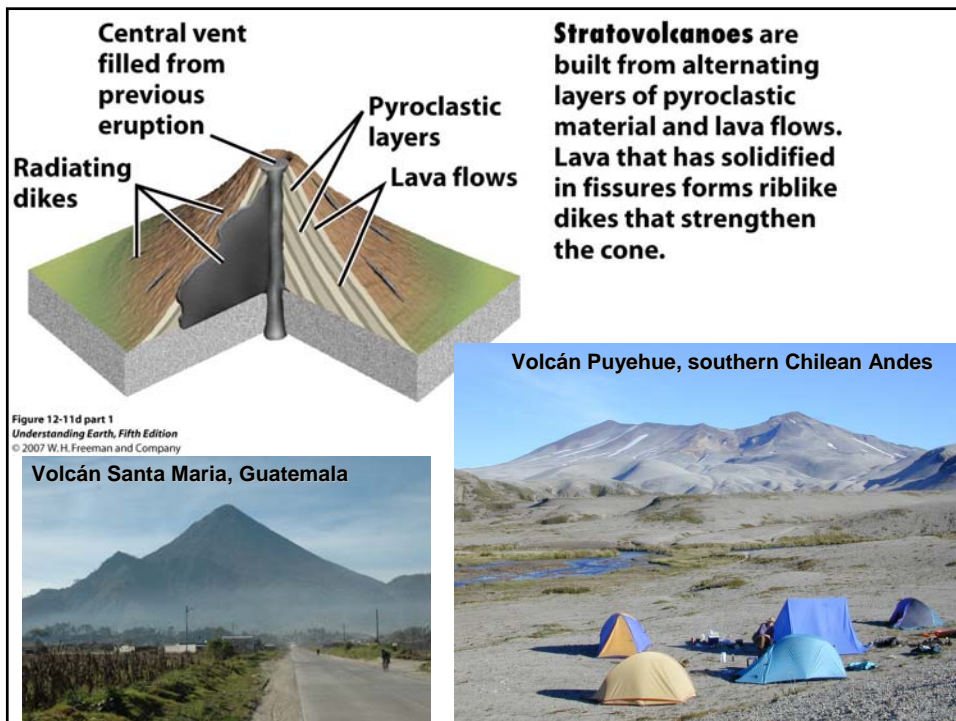 Central vent
filled from
previous
eruption
Radiating
dikes
Pyroclastic
layers
Lava flows
Stratovolcanoes are
built from alternating
layers of pyroclastic
material and lava flows.
Lava that has solidified
in fissures forms riblike
dikes that strengthen
the cone.
Figure 12-11d part 1
Understanding Earth, Fifth Edition
© 2007 W. H. Freeman and Company
Volcán Puyehue, southern Chilean Andes
Volcán Santa Maria, Guatemala